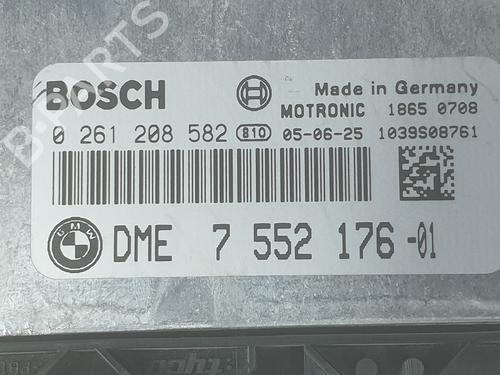 B-PARTS
BOSCH
Made in Germany
MOTRONIC 1865 0708
0 261 208 582 810 05-06-25 1039S08761
BMW
DME 7 552 176 -01
tyco